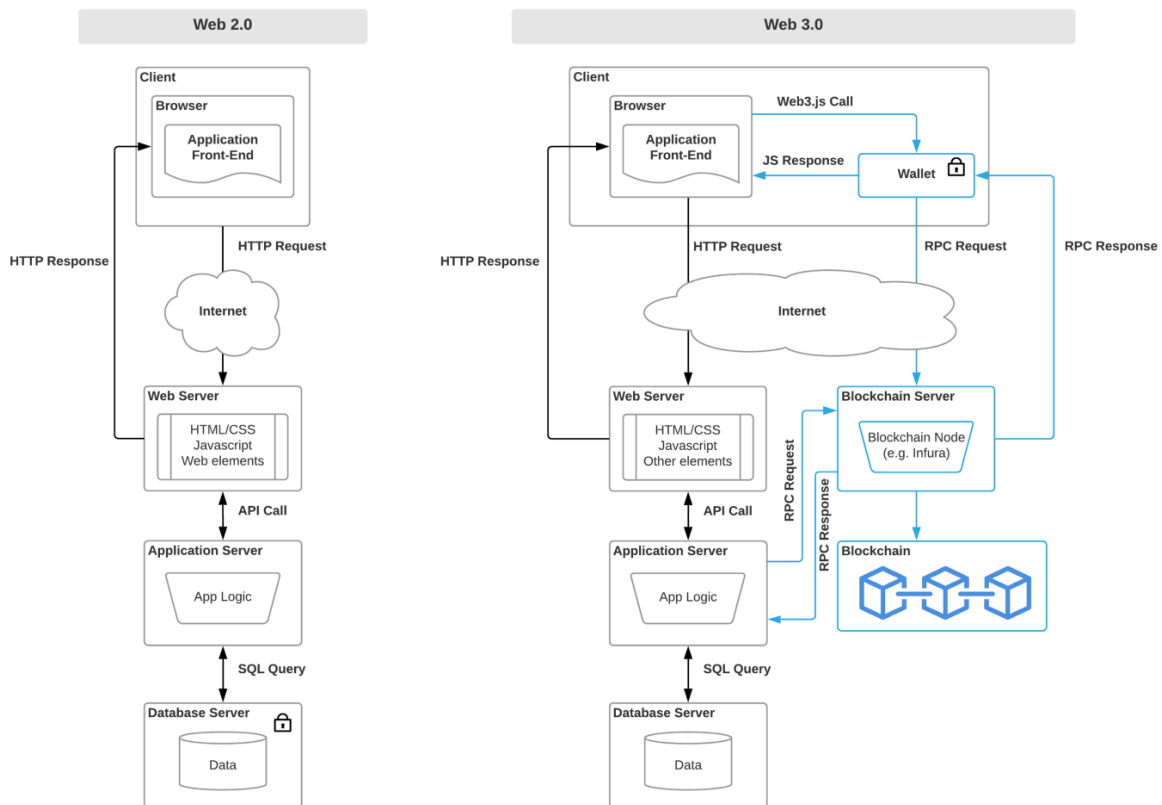 Web 2.0
Client
Browser
Application
Front-End
HTTP Request
HTTP Response
Internet
Web Server
HTML/CSS
Javascript
Web elements
API Call
Application Server
App Logic
SQL Query
Database Server
Data
Web 3.0
Client
Browser
Application
Front-End
Web3.js Call
JS Response
Wallet
HTTP Request
RPC Request
RPC Response
HTTP Response
Internet
Web Server
HTML/CSS
Javascript
Other elements
Blockchain Server
Blockchain Node
(e.g. Infura)
RPC Request
RPC Response
API Call
Application Server
App Logic
Blockchain
SQL Query
Database Server
Data